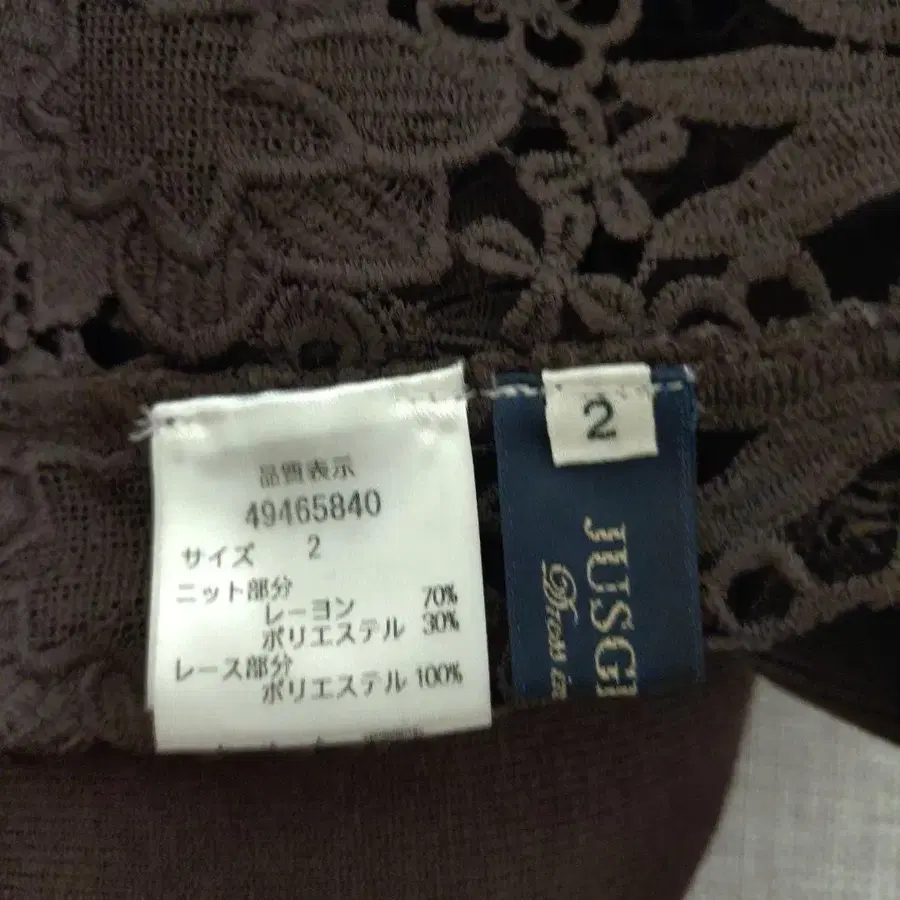 品質表示
49465840
サイズ 2
ニット部分
レーヨン 70%
ポリエステル 30%
レース部分
ポリエステル 100%
2
JUSGL
Dress